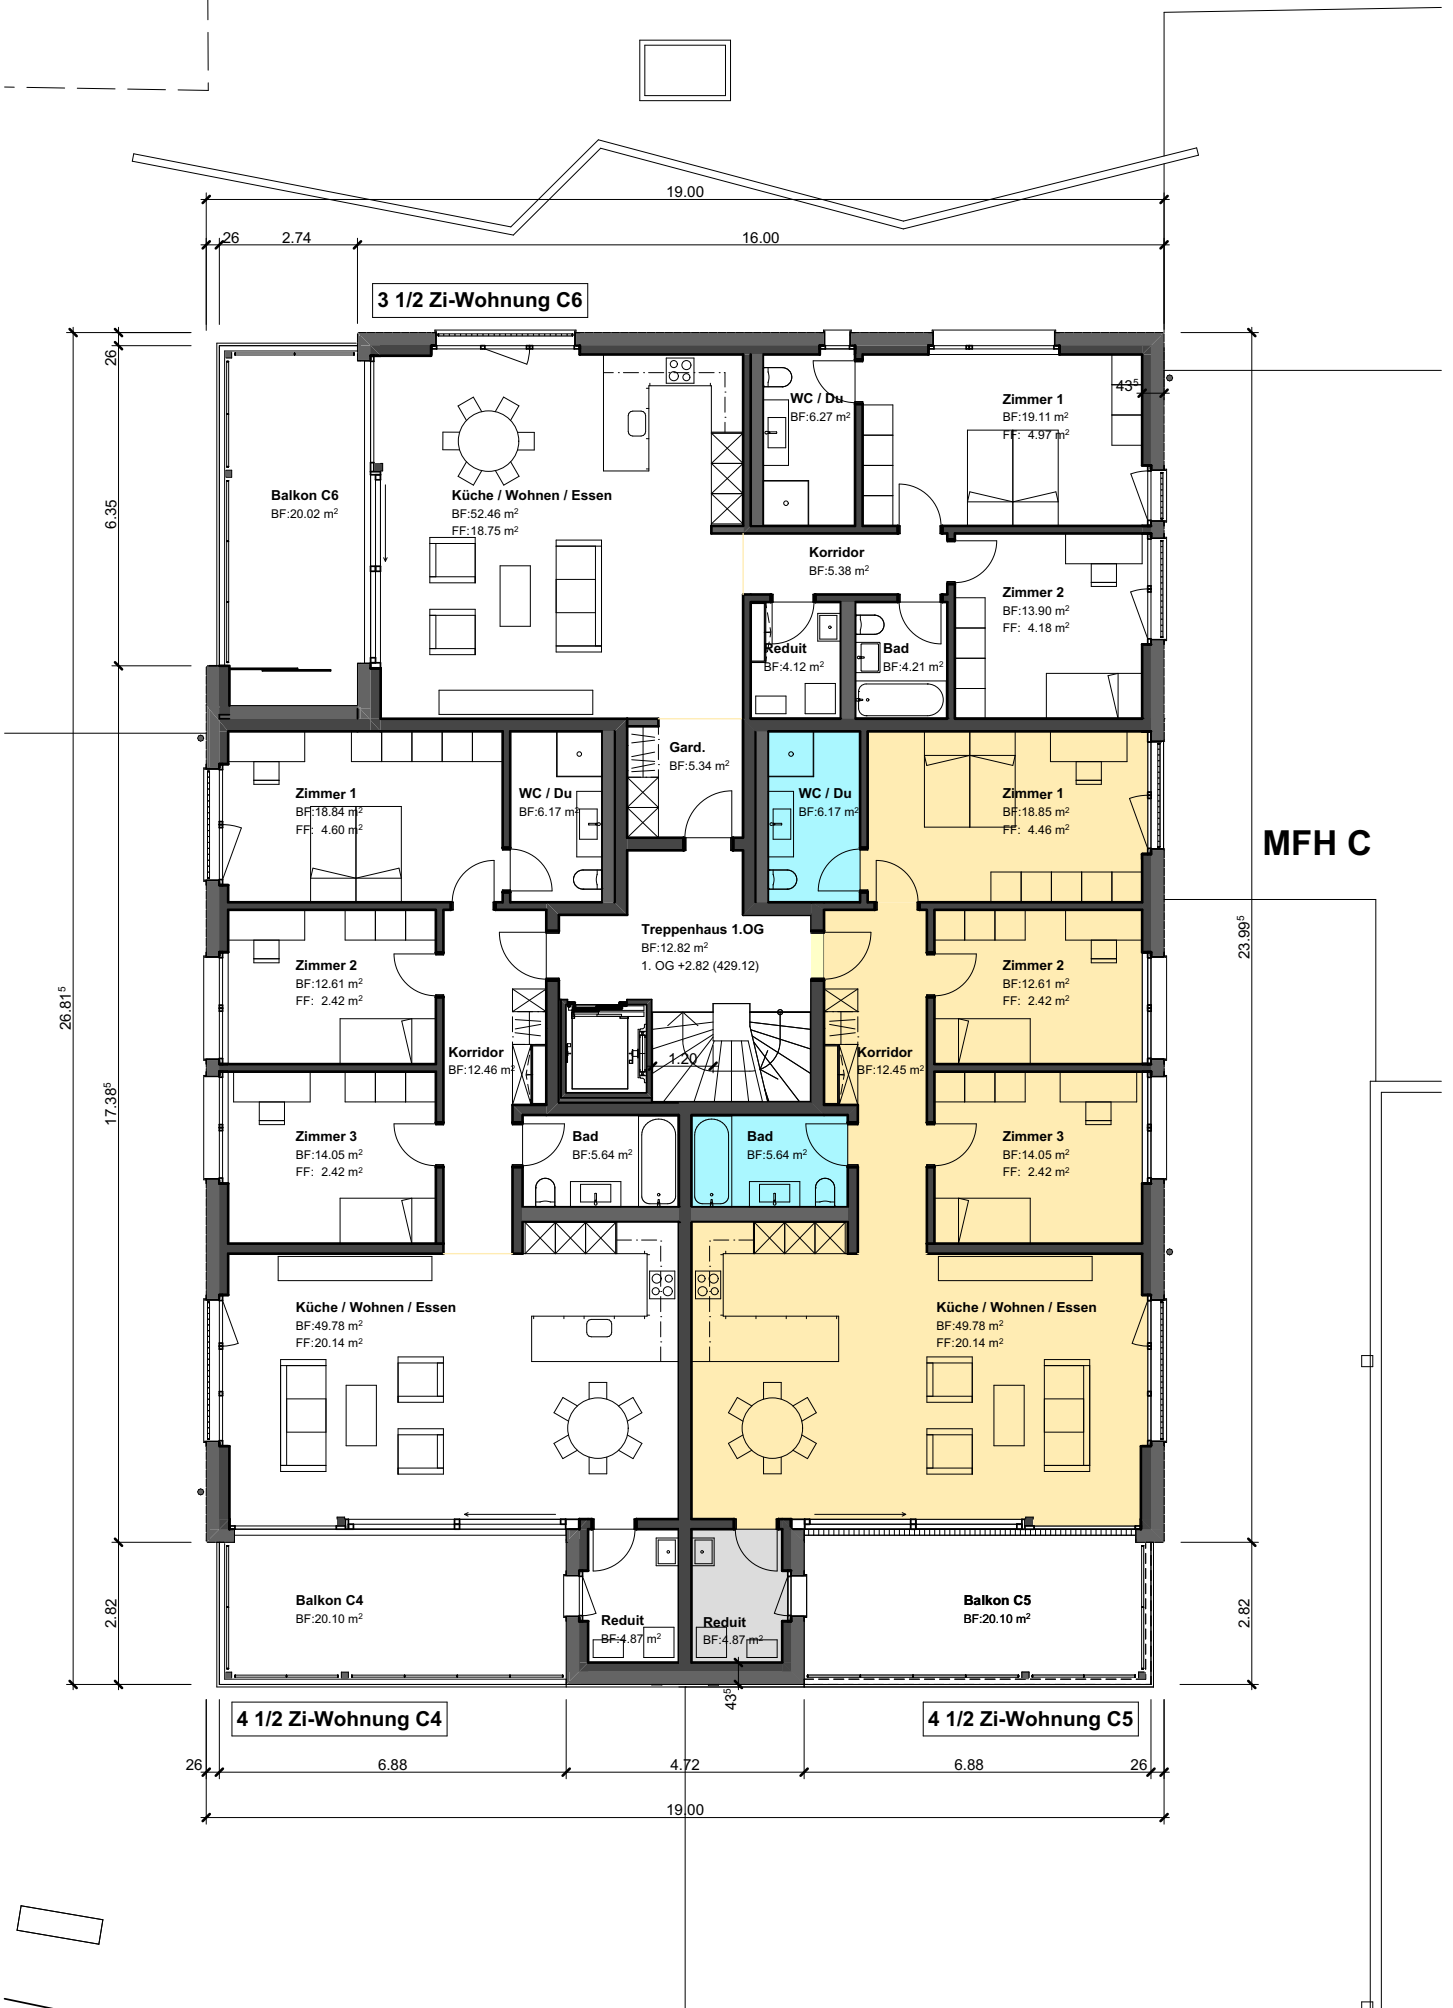 19.00
26
2.74
16.00
3 1/2 Zi-Wohnung C6
26
6.35
26.81⁵
17.38⁵
2.82
43⁵
WC / Du
BF:6.27 m²
Zimmer 1
BF:19.11 m²
FF: 4.97 m²
Balkon C6
BF:20.02 m²
Küche / Wohnen / Essen
BF:52.46 m²
FF:18.75 m²
Korridor
BF:5.38 m²
Zimmer 2
BF:13.90 m²
FF: 4.18 m²
Reduit
BF:4.12 m²
Bad
BF:4.21 m²
Gard.
BF:5.34 m²
Zimmer 1
BF:18.84 m²
FF: 4.60 m²
WC / Du
BF:6.17 m²
WC / Du
BF:6.17 m²
Zimmer 1
BF:18.85 m²
FF: 4.46 m²
MFH C
23.99⁵
Treppenhaus 1.OG
BF:12.82 m²
1. OG +2.82 (429.12)
Zimmer 2
BF:12.61 m²
FF: 2.42 m²
Zimmer 2
BF:12.61 m²
FF: 2.42 m²
Korridor
BF:12.46 m²
1.20
Korridor
BF:12.45 m²
Zimmer 3
BF:14.05 m²
FF: 2.42 m²
Bad
BF:5.64 m²
Bad
BF:5.64 m²
Zimmer 3
BF:14.05 m²
FF: 2.42 m²
Küche / Wohnen / Essen
BF:49.78 m²
FF:20.14 m²
Küche / Wohnen / Essen
BF:49.78 m²
FF:20.14 m²
Balkon C4
BF:20.10 m²
Reduit
BF:4.87 m²
Reduit
BF:4.87 m²
Balkon C5
BF:20.10 m²
2.82
43⁵
4 1/2 Zi-Wohnung C4
4 1/2 Zi-Wohnung C5
26
6.88
4.72
6.88
26
19.00